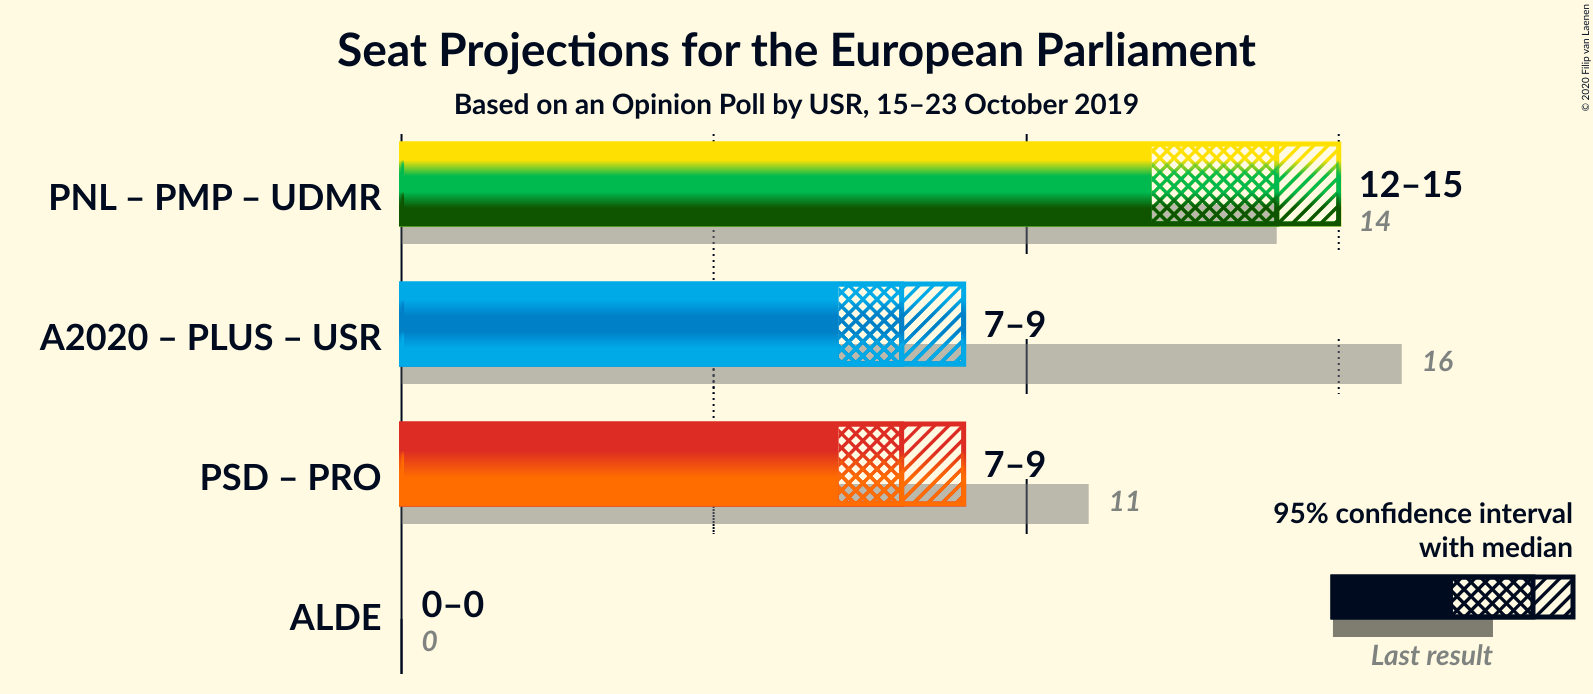 Seat Projections for the European Parliament
Based on an Opinion Poll by USR, 15–23 October 2019
© 2020 Filip van Laenen
PNL – PMP – UDMR
12–15
14
A2020 – PLUS – USR
7–9
16
PSD – PRO
7–9
11
ALDE
0–0
0
95% confidence interval
with median
Last result